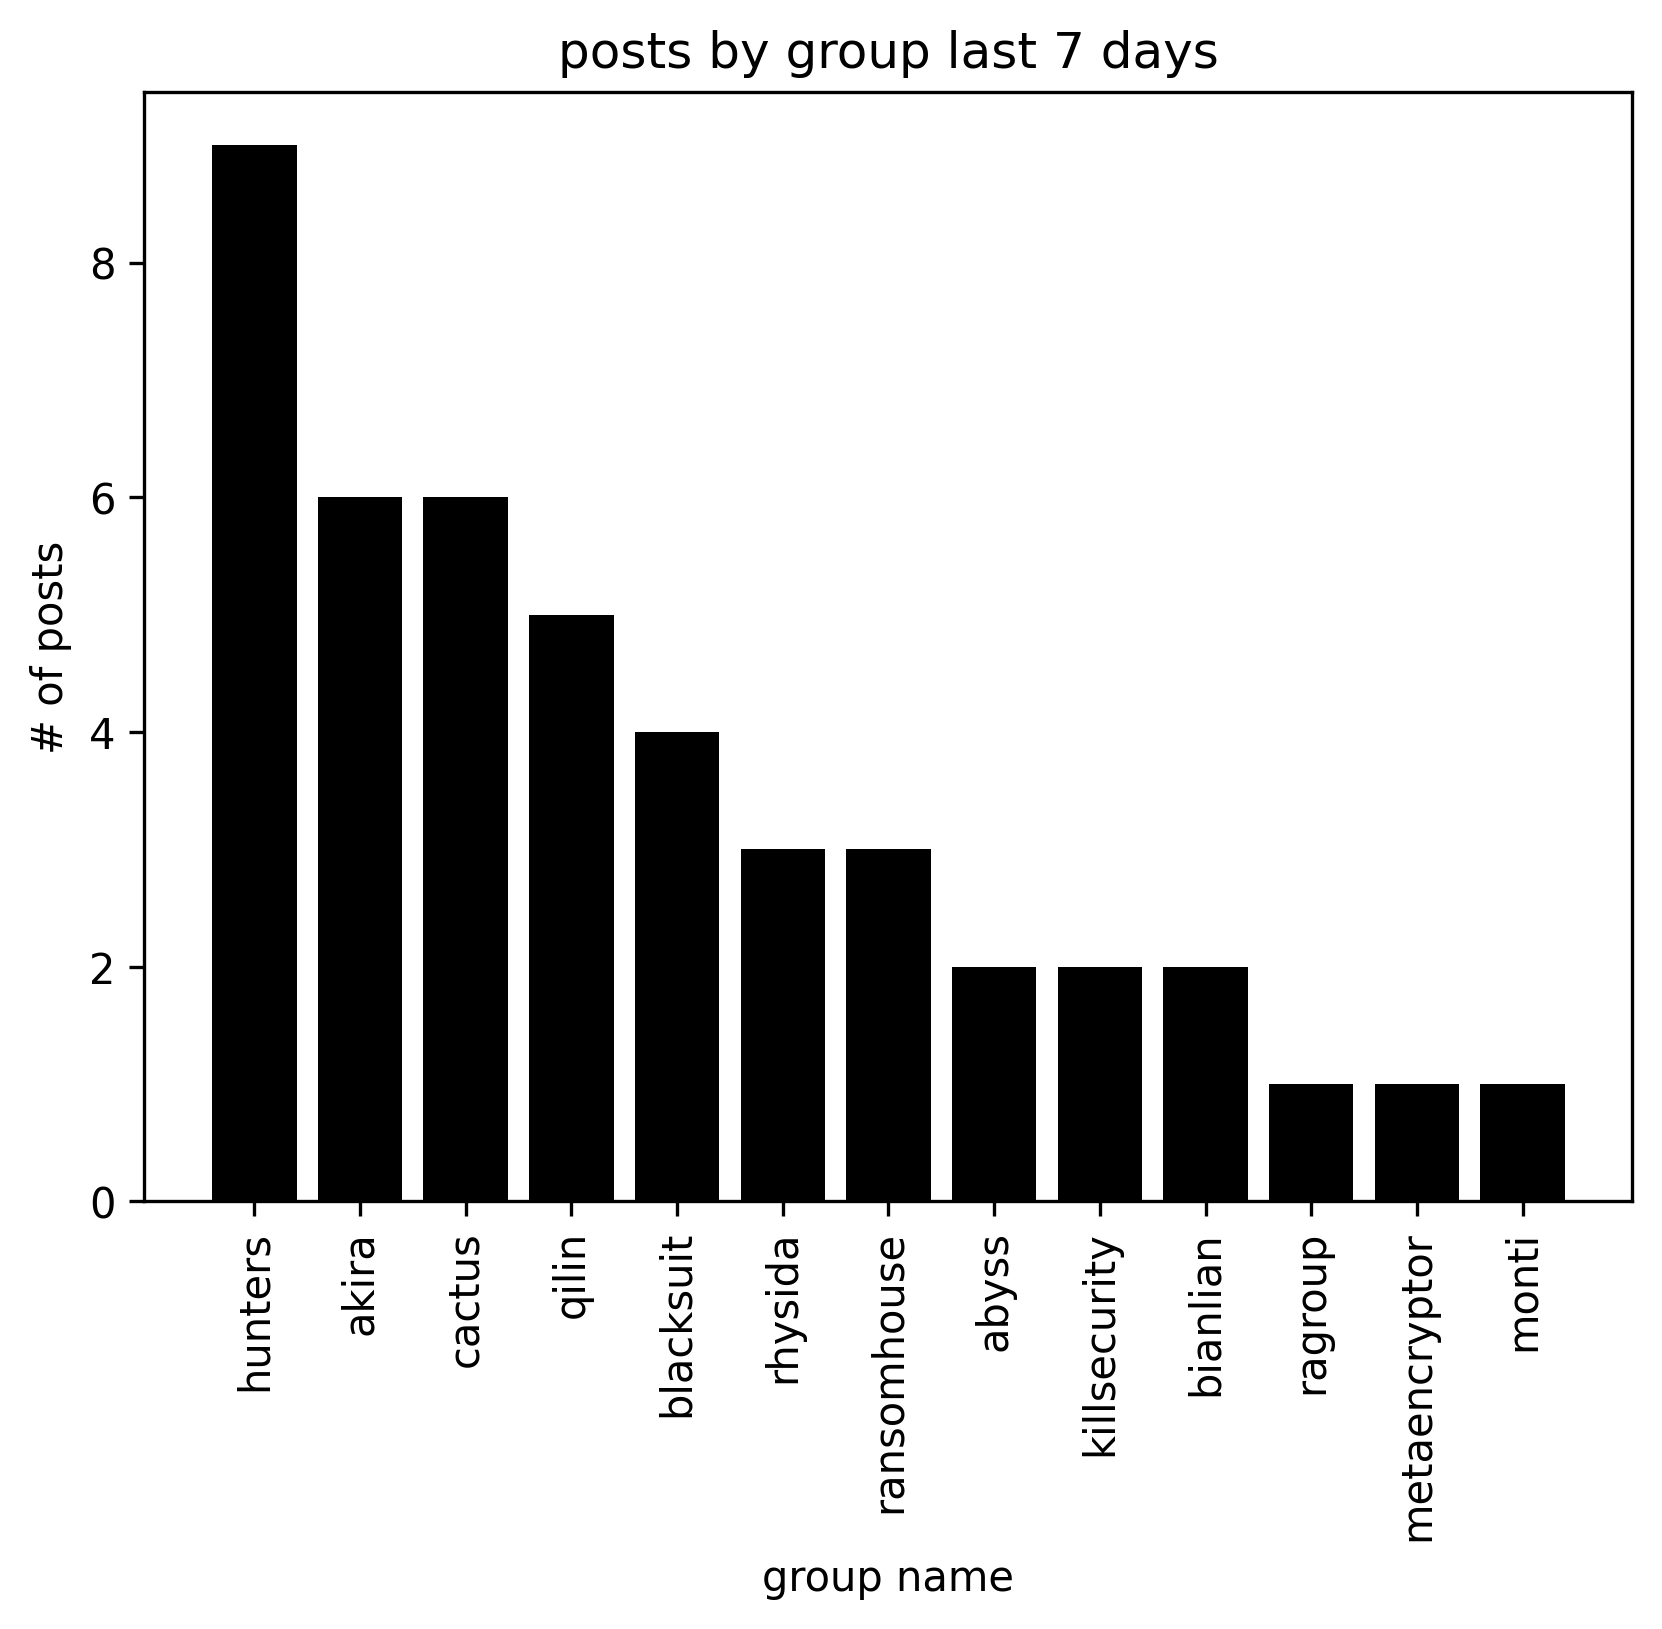 posts by group last 7 days
# of posts
8
6
4
2
0
hunters
akira
cactus
qilin
blacksuit
rhysida
ransomhouse
abyss
killsecurity
bianlian
ragroup
metaencryptor
monti
group name